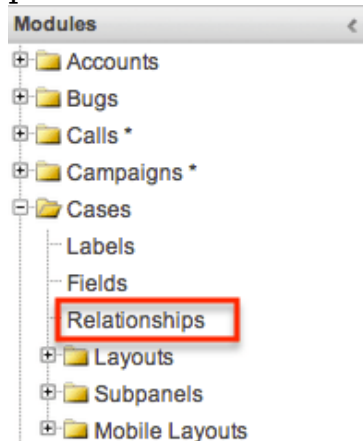 Modules
Accounts
Bugs
Calls *
Campaigns *
Cases
Labels
Fields
Relationships
Layouts
Subpanels
Mobile Layouts